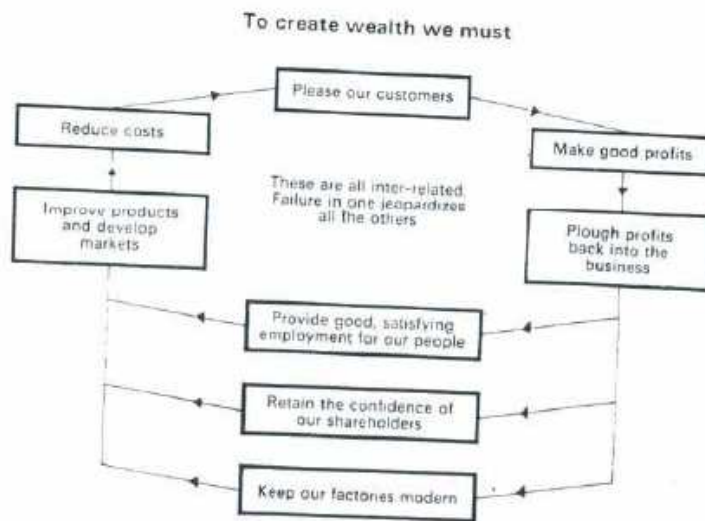 To create wealth we must
Please our customers
Reduce costs
Make good profits
These are all inter-related.
Failure in one jeopardizes
all the others
Improve products
and develop
markets
Plough profits
back into the
business
Provide good, satisfying
employment for our people
Retain the confidence of
our shareholders
Keep our factories modern